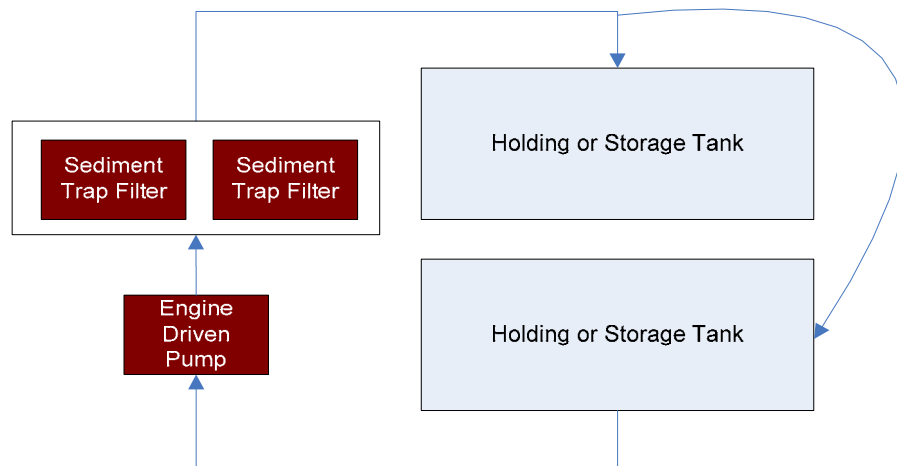 Sediment
Trap Filter
Sediment
Trap Filter
Holding or Storage Tank
Engine
Driven
Pump
Holding or Storage Tank